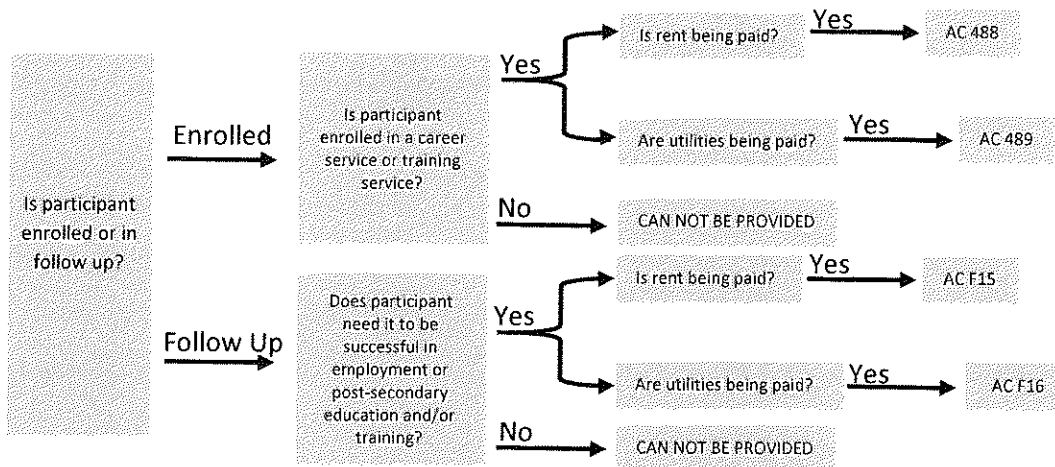 Is participant
enrolled or in
follow up?
Enrolled
Is participant
enrolled in a career
service or training
service?
Yes
Is rent being paid?
Yes
AC 488
Are utilities being paid?
Yes
AC 489
No
CAN NOT BE PROVIDED
Follow Up
Does participant
need it to be
successful in
employment or
post-secondary
education and/or
training?
Yes
Is rent being paid?
Yes
AC F15
Are utilities being paid?
Yes
AC F16
No
CAN NOT BE PROVIDED